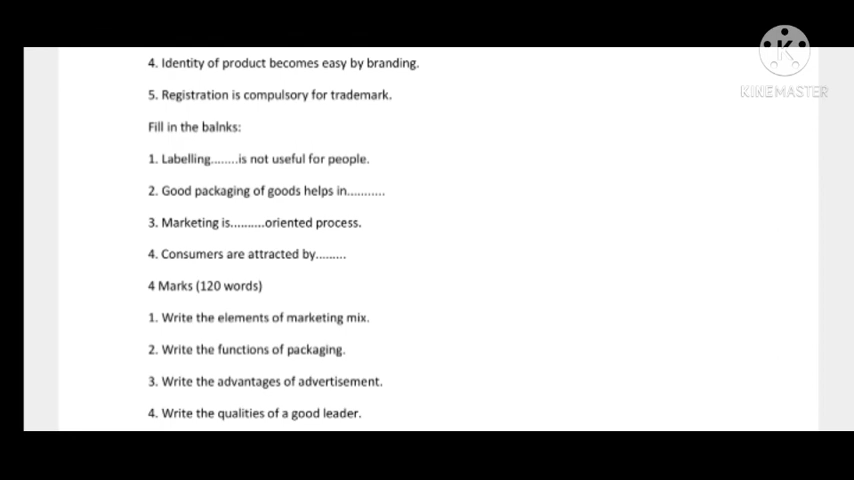 4. Identity of product becomes easy by branding.
5. Registration is compulsory for trademark.
Fill in the balnks:
1. Labelling........is not useful for people.
2. Good packaging of goods helps in...........
3. Marketing is..........oriented process.
4. Consumers are attracted by.........
4 Marks (120 words)
1. Write the elements of marketing mix.
2. Write the functions of packaging.
3. Write the advantages of advertisement.
4. Write the qualities of a good leader.
K
KINEMASTER